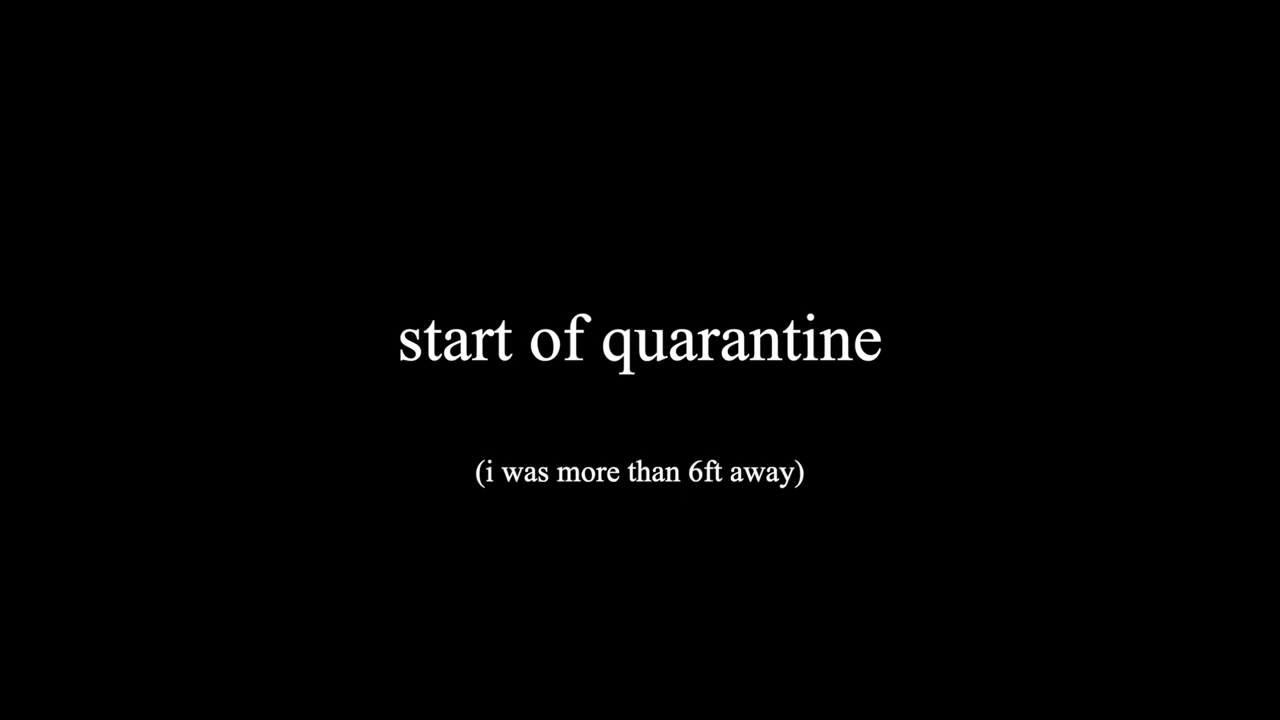 start of quarantine
(i was more than 6ft away)